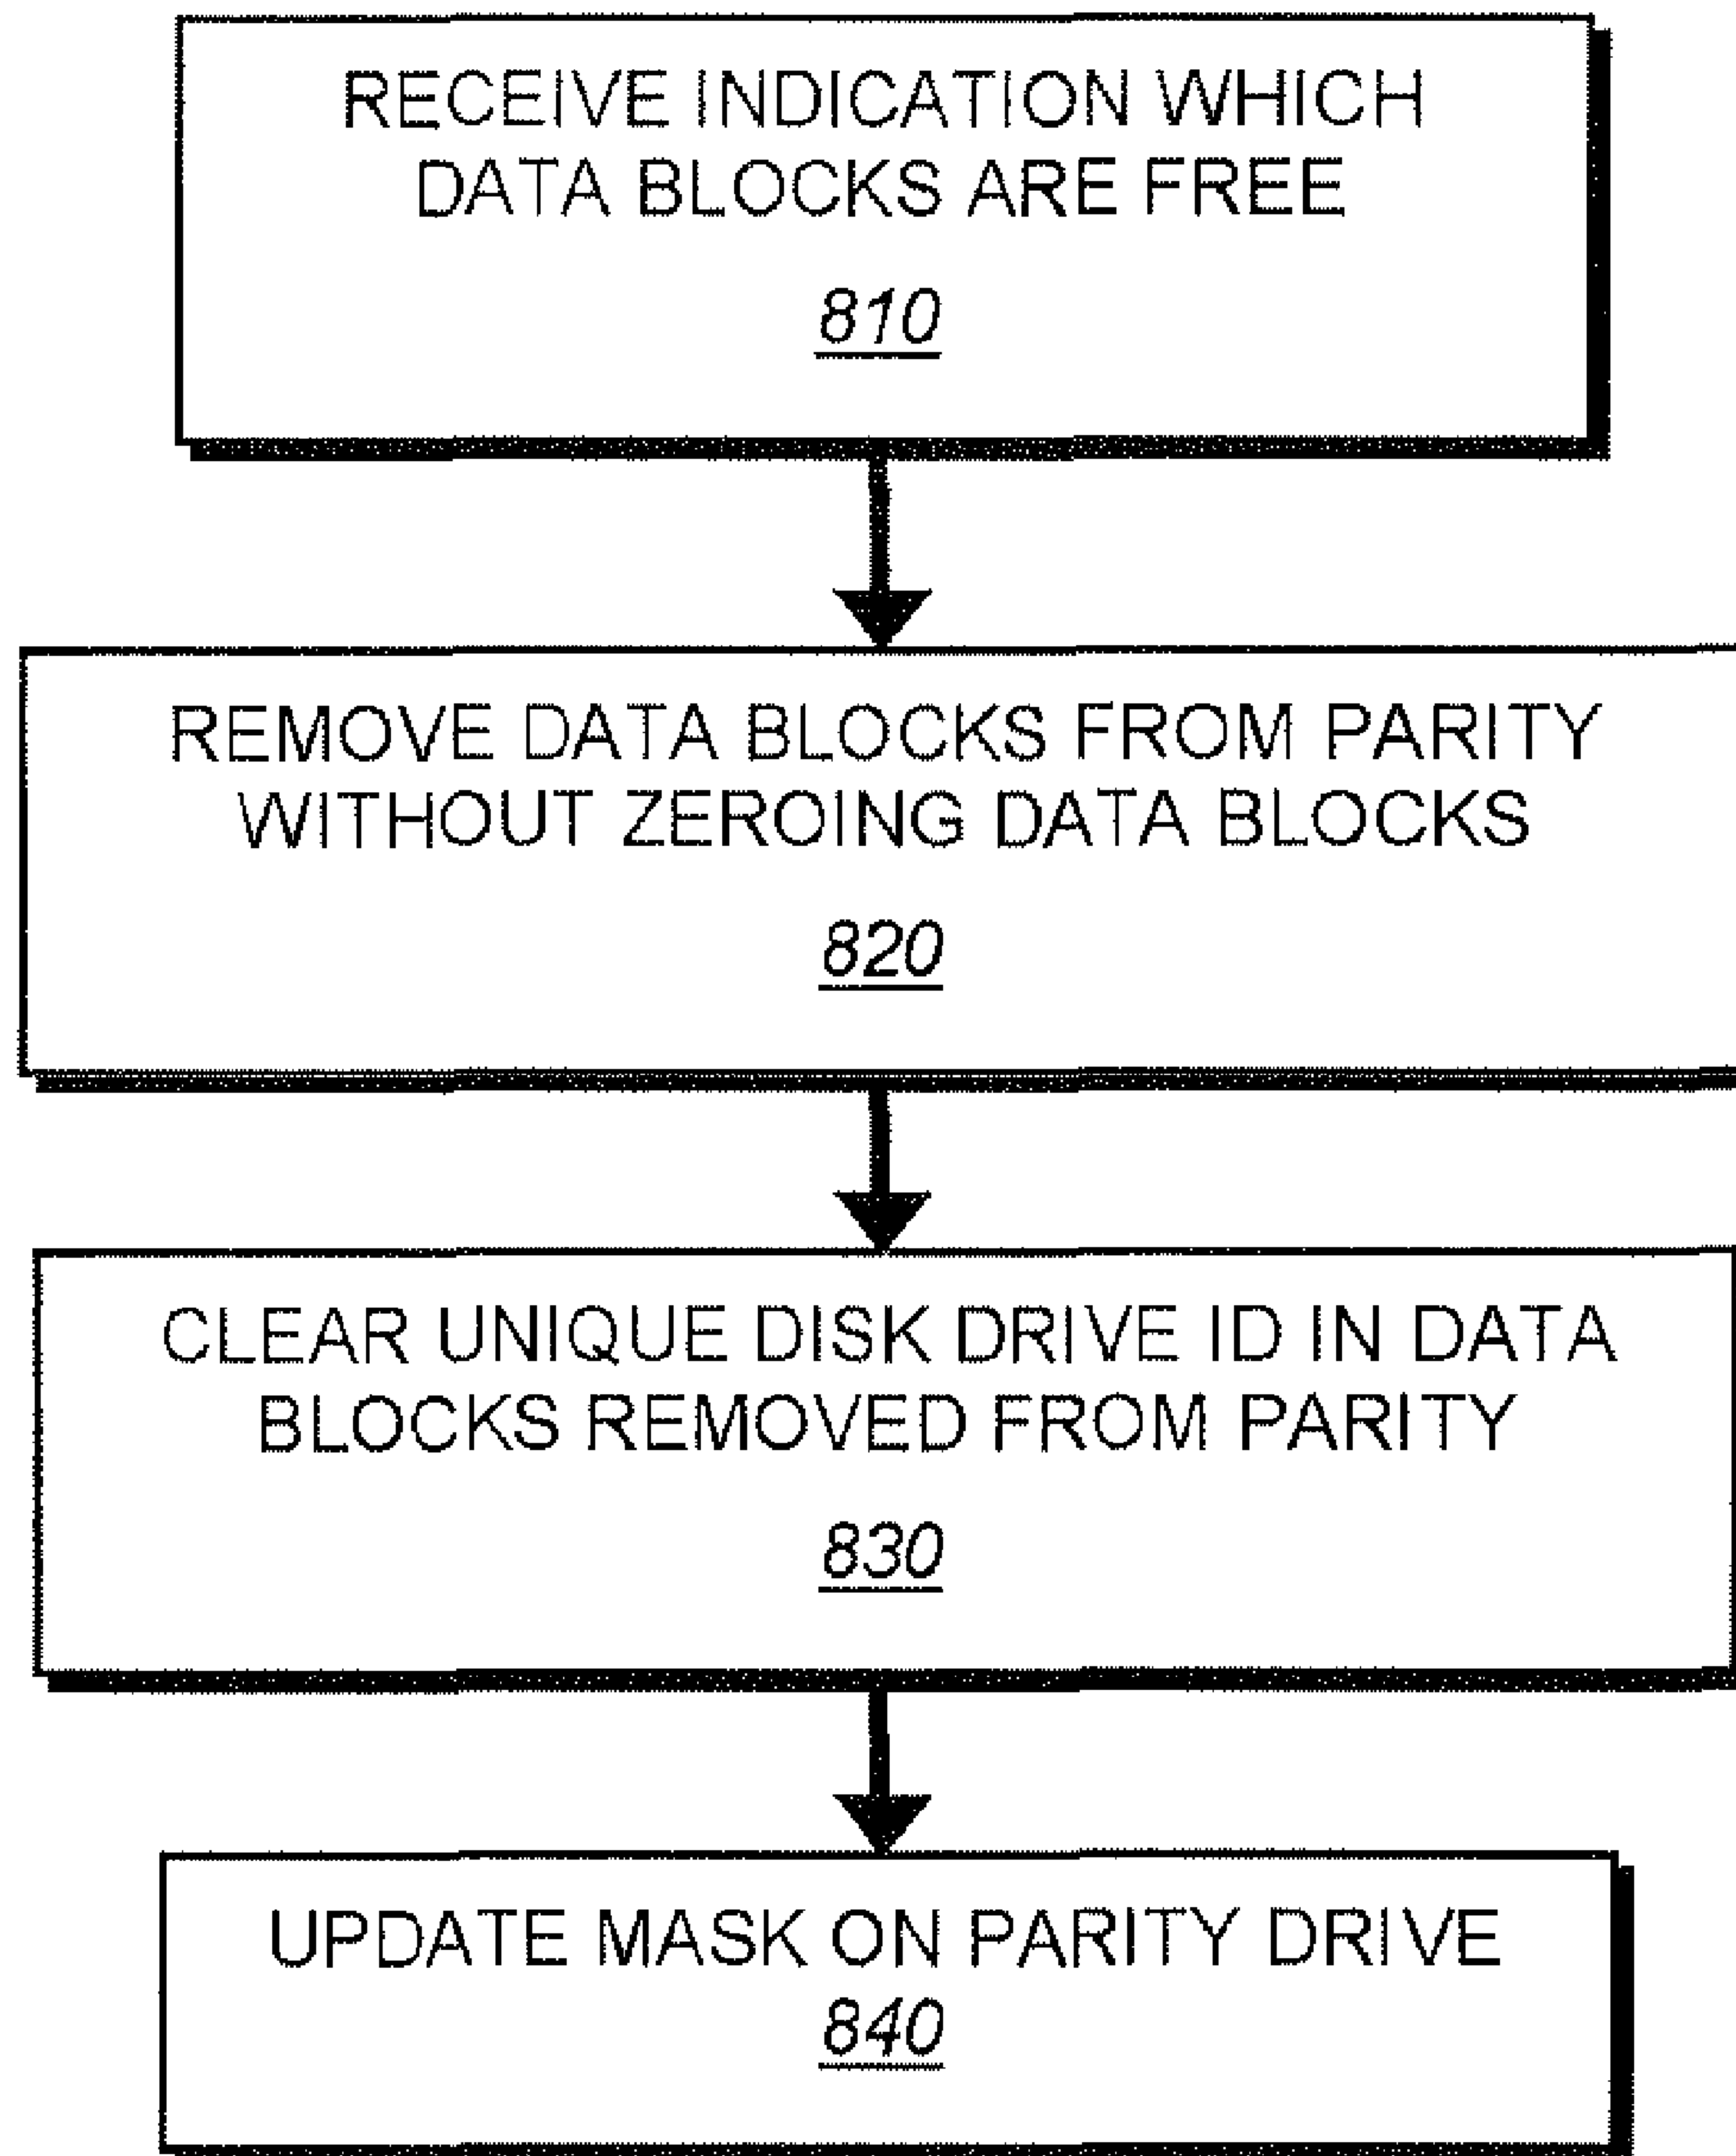 RECEIVE INDICATION WHICH
DATA BLOCKS ARE FREE
810
REMOVE DATA BLOCKS FROM PARITY
WITHOUT ZEROING DATA BLOCKS
820
CLEAR UNIQUE DISK DRIVE ID IN DATA
BLOCKS REMOVED FROM PARITY
830
UPDATE MASK ON PARITY DRIVE
840